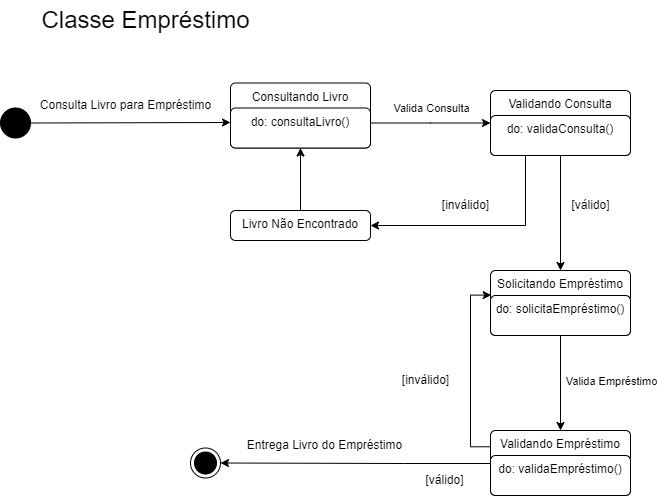 Classe Empréstimo
Consulta Livro para Empréstimo
Consultando Livro
do: consultaLivro()
Valida Consulta
Validando Consulta
do: validaConsulta()
[inválido]
[válido]
Livro Não Encontrado
Solicitando Empréstimo
do: solicitaEmpréstimo()
[inválido]
Valida Empréstimo
Entrega Livro do Empréstimo
Validando Empréstimo
do: validaEmpréstimo()
[válido]